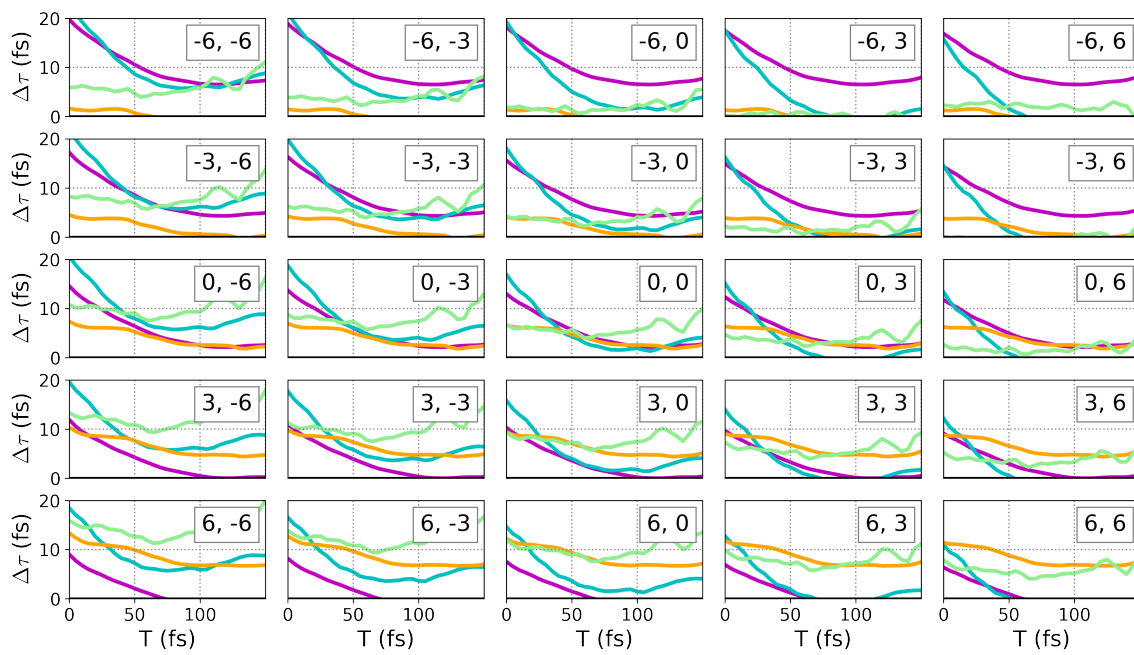 20
10
0
Δτ (fs)
-6, -6
-6, -3
-6, 0
-6, 3
-6, 6
20
10
0
Δτ (fs)
-3, -6
-3, -3
-3, 0
-3, 3
-3, 6
20
10
0
Δτ (fs)
0, -6
0, -3
0, 0
0, 3
0, 6
20
10
0
Δτ (fs)
3, -6
3, -3
3, 0
3, 3
3, 6
20
10
0
Δτ (fs)
6, -6
6, -3
6, 0
6, 3
6, 6
0 50 100
0 50 100
0 50 100
0 50 100
0 50 100
T (fs)
T (fs)
T (fs)
T (fs)
T (fs)